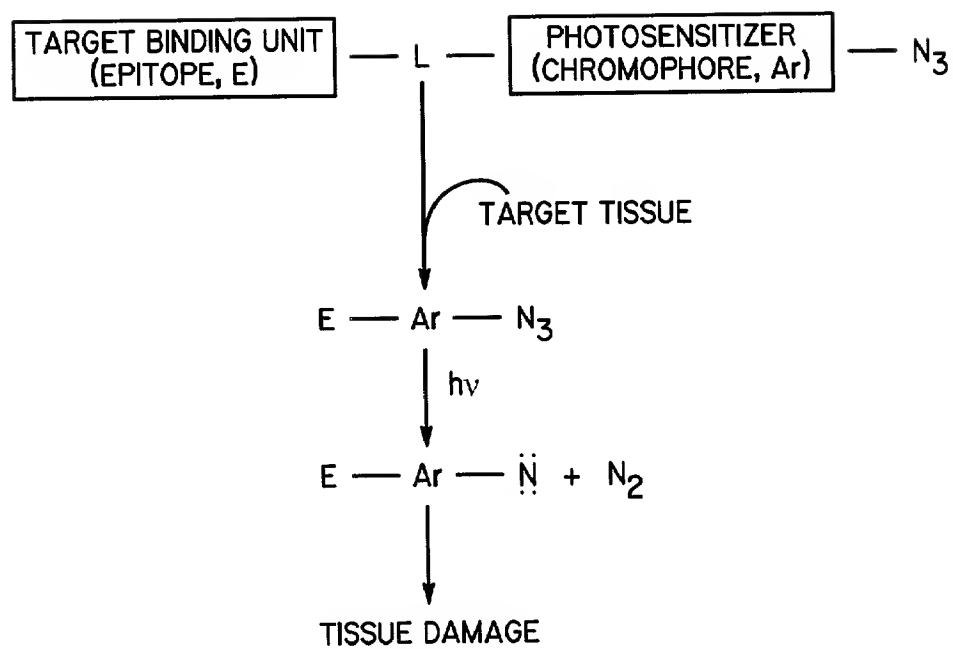 TARGET BINDING UNIT
(EPITOPE, E)
— L —
PHOTOSENSITIZER
(CHROMOPHORE, Ar)
— N3
TARGET TISSUE
E — Ar — N3
hν
E — Ar — N + N2
TISSUE DAMAGE